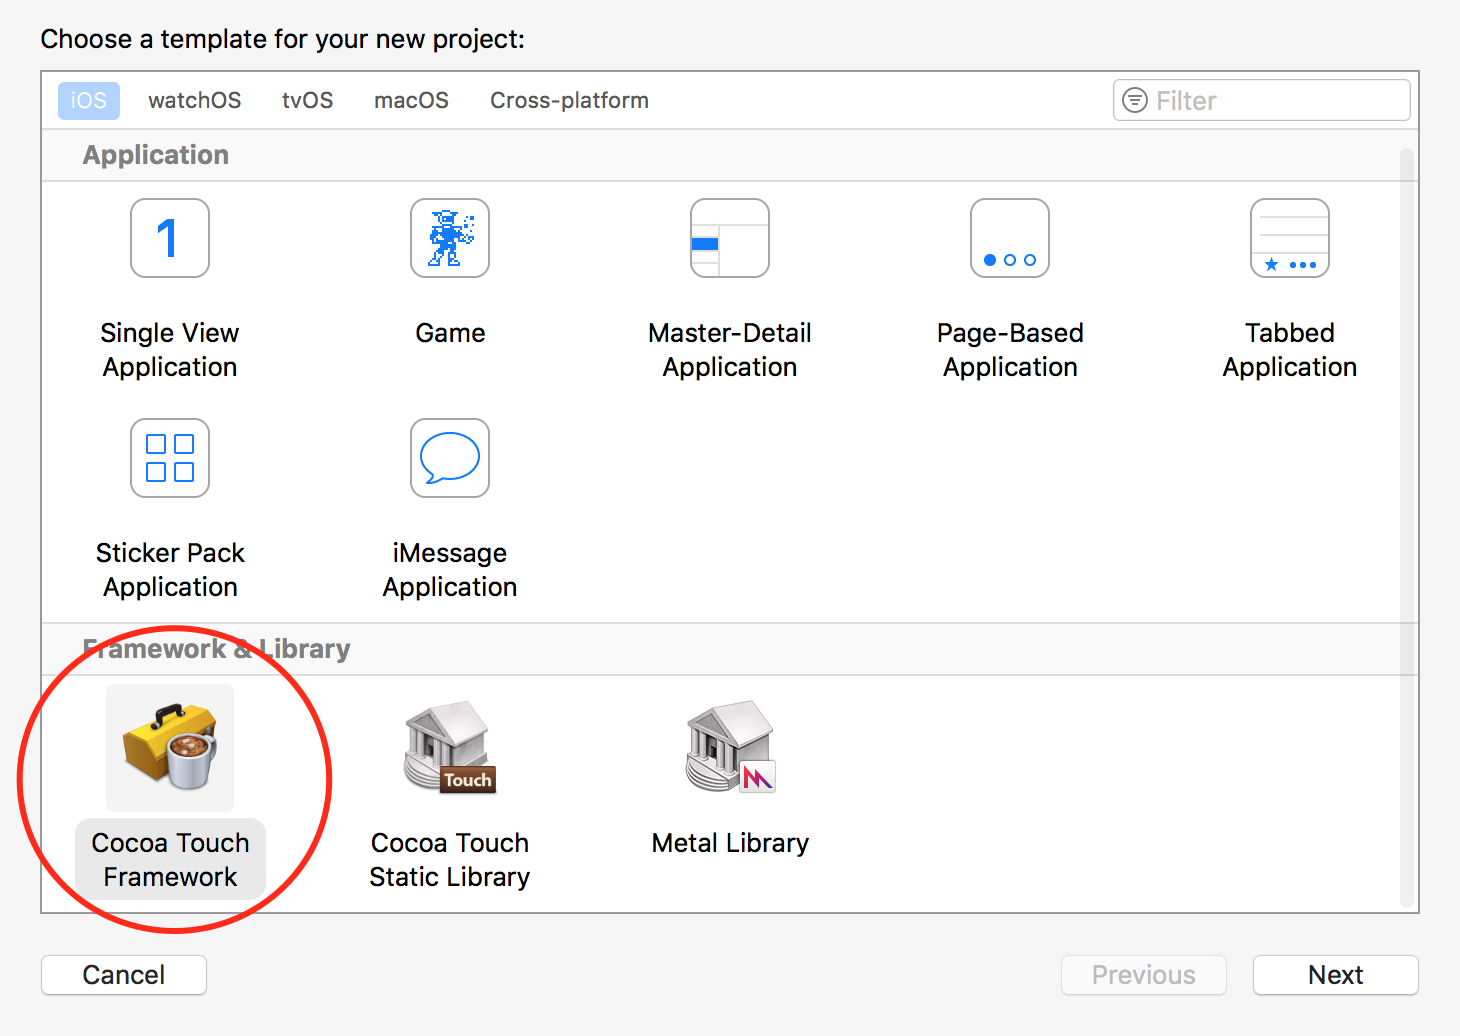 Choose a template for your new project:
iOS watchOS tvOS macOS Cross-platform Filter
Application
1
Single View Application
Game
Master-Detail Application
Page-Based Application
Tabbed Application
Sticker Pack Application
iMessage Application
Framework & Library
Touch
Cocoa Touch Framework
Cocoa Touch Static Library
Metal Library
Cancel Previous Next